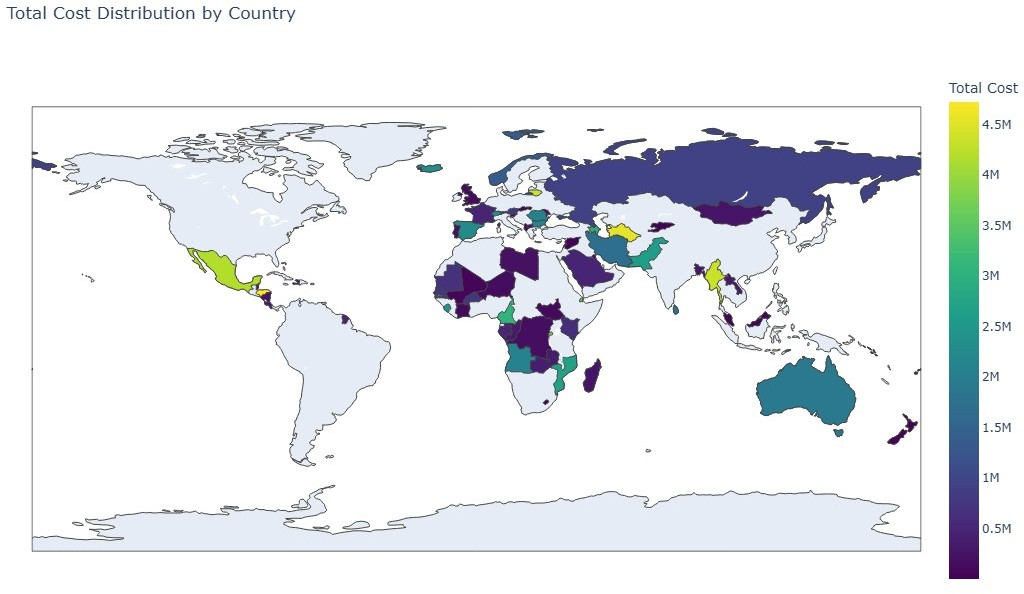 Total Cost Distribution by Country
Total Cost
4.5M
4M
3.5M
3M
2.5M
2M
1.5M
1M
0.5M